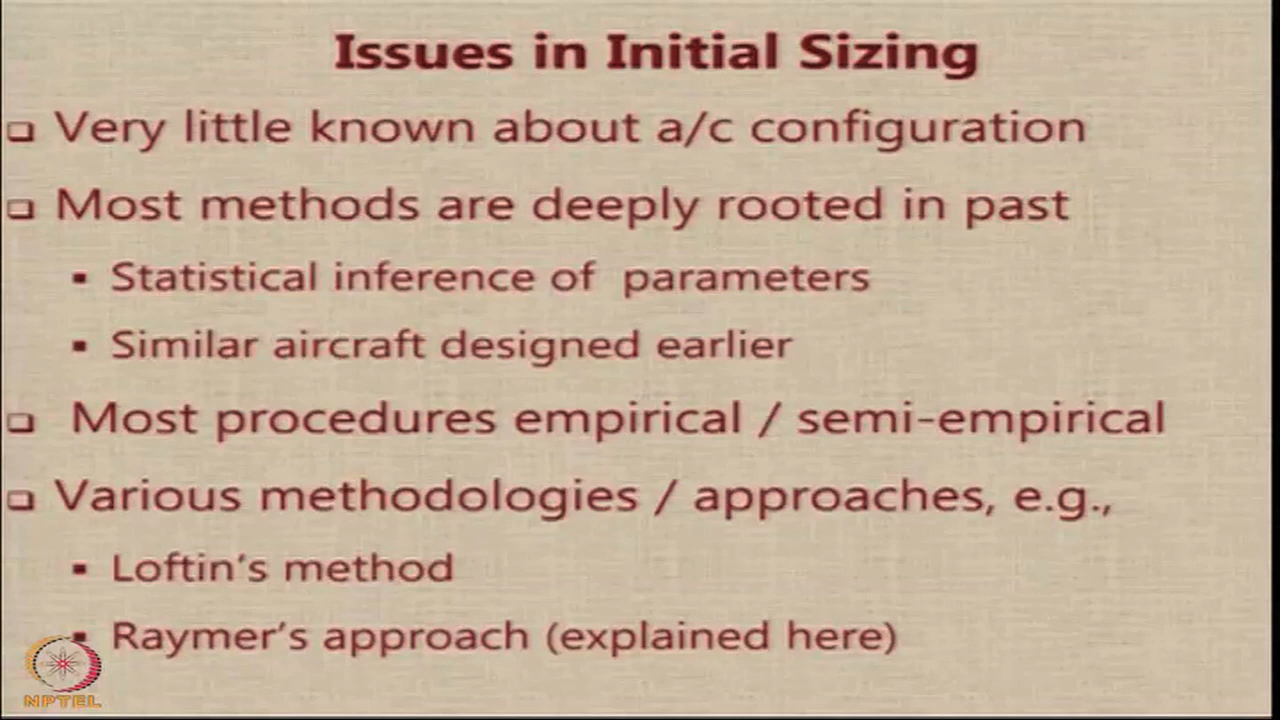 Issues in Initial Sizing
Very little known about a/c configuration
Most methods are deeply rooted in past
Statistical inference of parameters
Similar aircraft designed earlier
Most procedures empirical / semi-empirical
Various methodologies / approaches, e.g.,
Loftin's method
Raymer's approach (explained here)
NPTEL